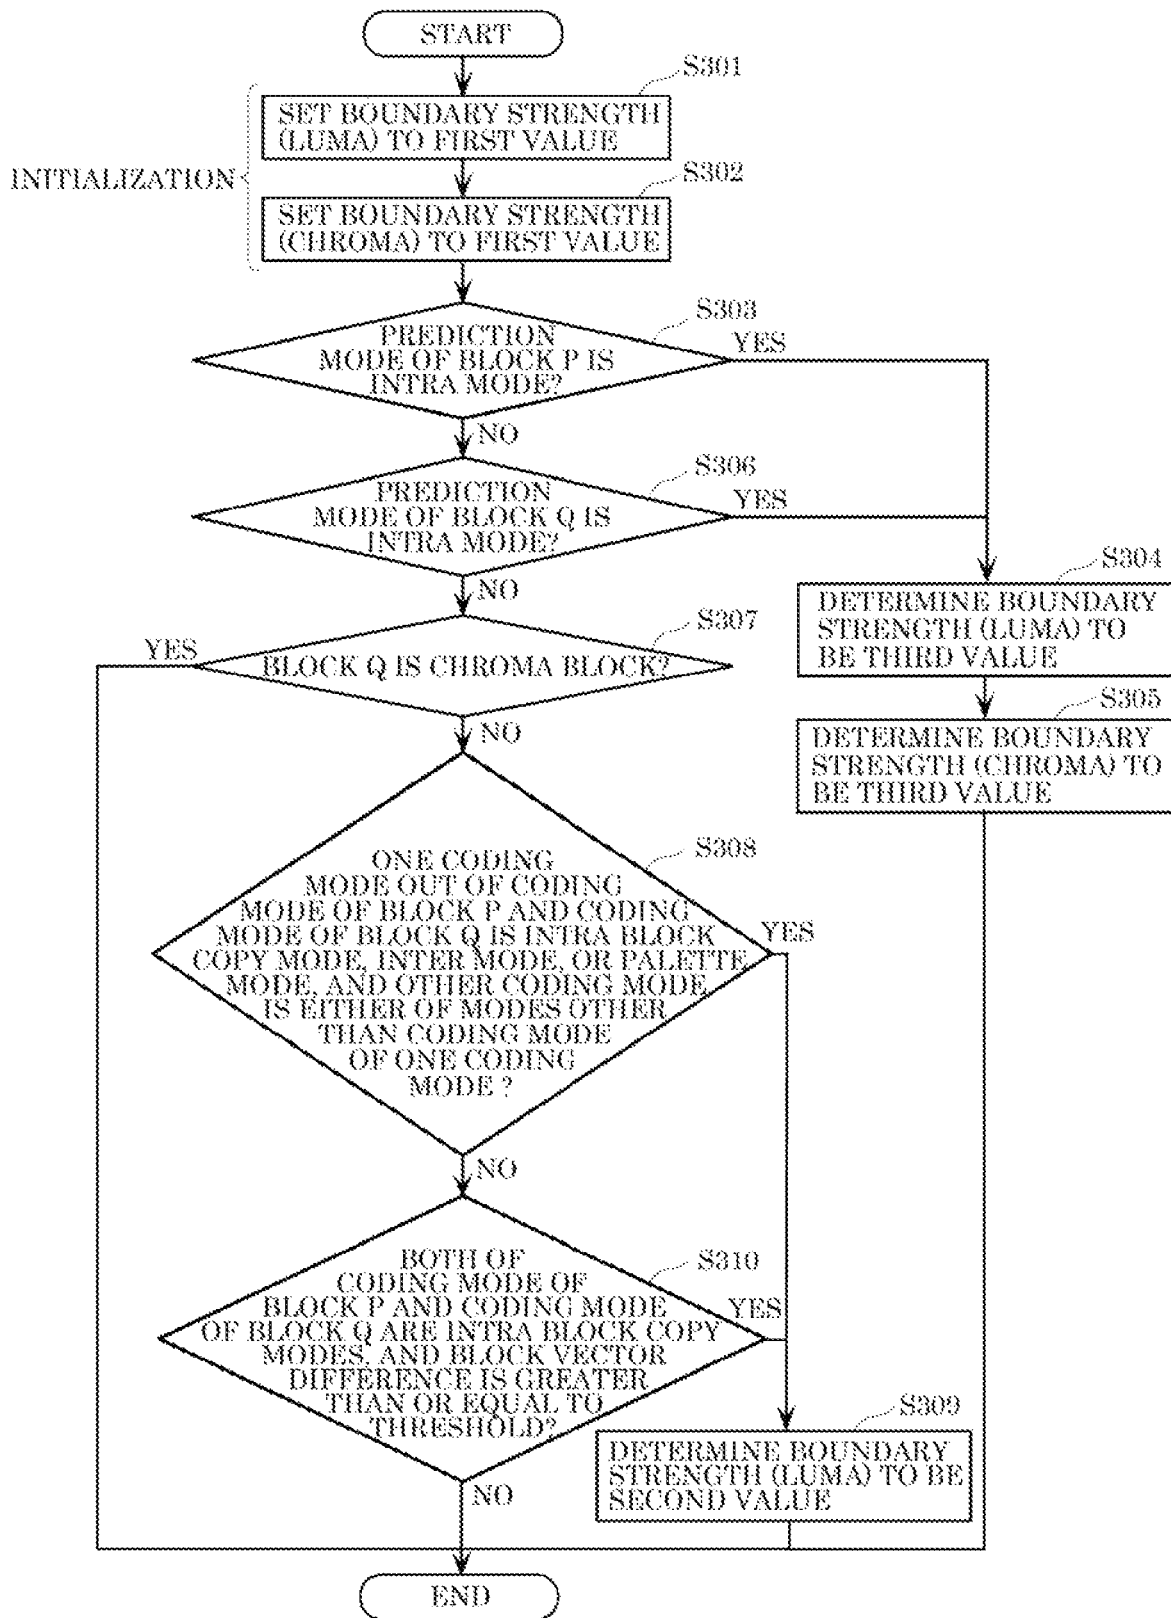 START
S301
SET BOUNDARY STRENGTH
(LUMA) TO FIRST VALUE
INITIALIZATION
S302
SET BOUNDARY STRENGTH
(CHROMA) TO FIRST VALUE
S303
PREDICTION
MODE OF BLOCK P IS
INTRA MODE?
YES
NO
S306
PREDICTION
MODE OF BLOCK Q IS
INTRA MODE?
YES
NO
S304
DETERMINE BOUNDARY
STRENGTH (LUMA) TO
BE THIRD VALUE
S307
BLOCK Q IS CHROMA BLOCK?
YES
NO
S305
DETERMINE BOUNDARY
STRENGTH (CHROMA) TO
BE THIRD VALUE
S308
ONE CODING
MODE OUT OF CODING
MODE OF BLOCK P AND CODING
MODE OF BLOCK Q IS INTRA BLOCK
COPY MODE, INTER MODE, OR PALETTE
MODE, AND OTHER CODING MODE
IS EITHER OF MODES OTHER
THAN CODING MODE
OF ONE CODING
MODE ?
YES
NO
S310
BOTH OF
CODING MODE OF
BLOCK P AND CODING MODE
OF BLOCK Q ARE INTRA BLOCK COPY
MODES, AND BLOCK VECTOR
DIFFERENCE IS GREATER
THAN OR EQUAL TO
THRESHOLD?
YES
NO
S309
DETERMINE BOUNDARY
STRENGTH (LUMA) TO BE
SECOND VALUE
END